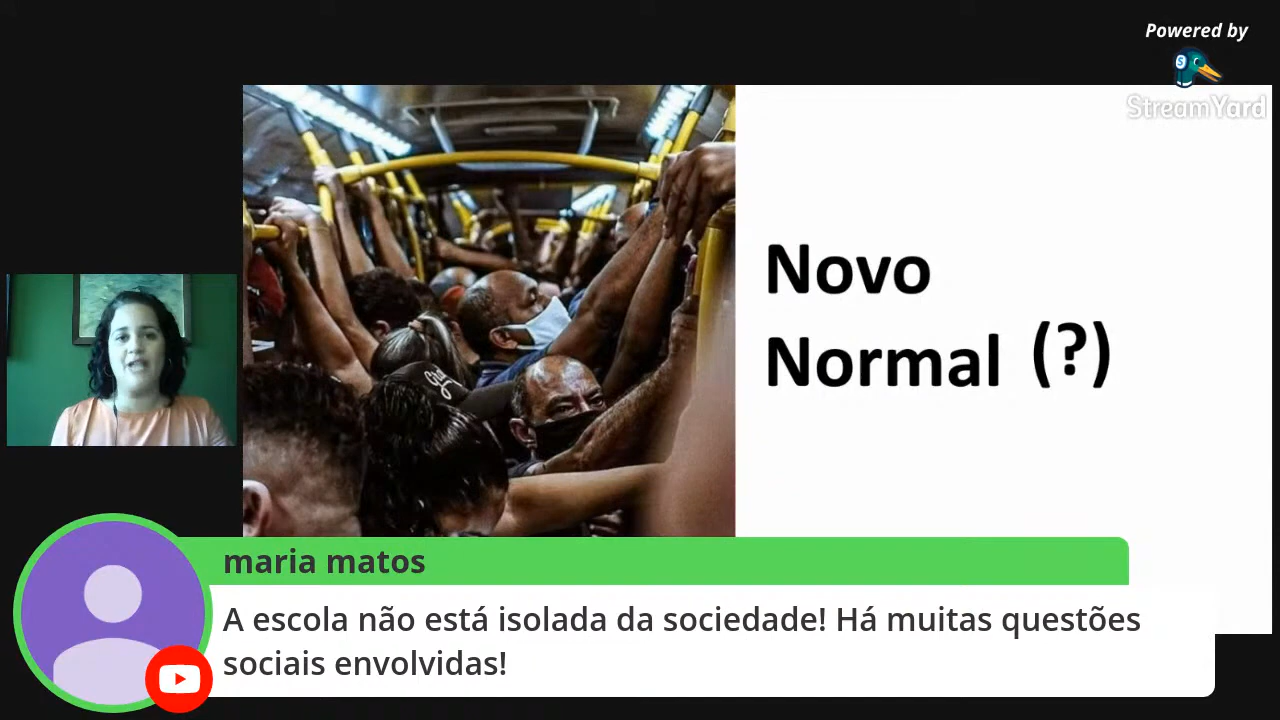 Powered by
StreamYard
Novo
Normal (?)
maria matos
A escola não está isolada da sociedade! Há muitas questões
sociais envolvidas!